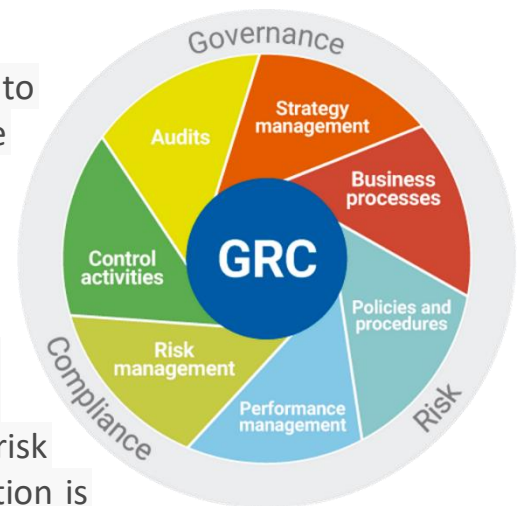 Governance
to
Strategy
management
e
Audits
Business
processes
GRC
Control
activities
Policies and
procedures
Risk
management
Performance
management
Compliance
Risk
risk
tion is